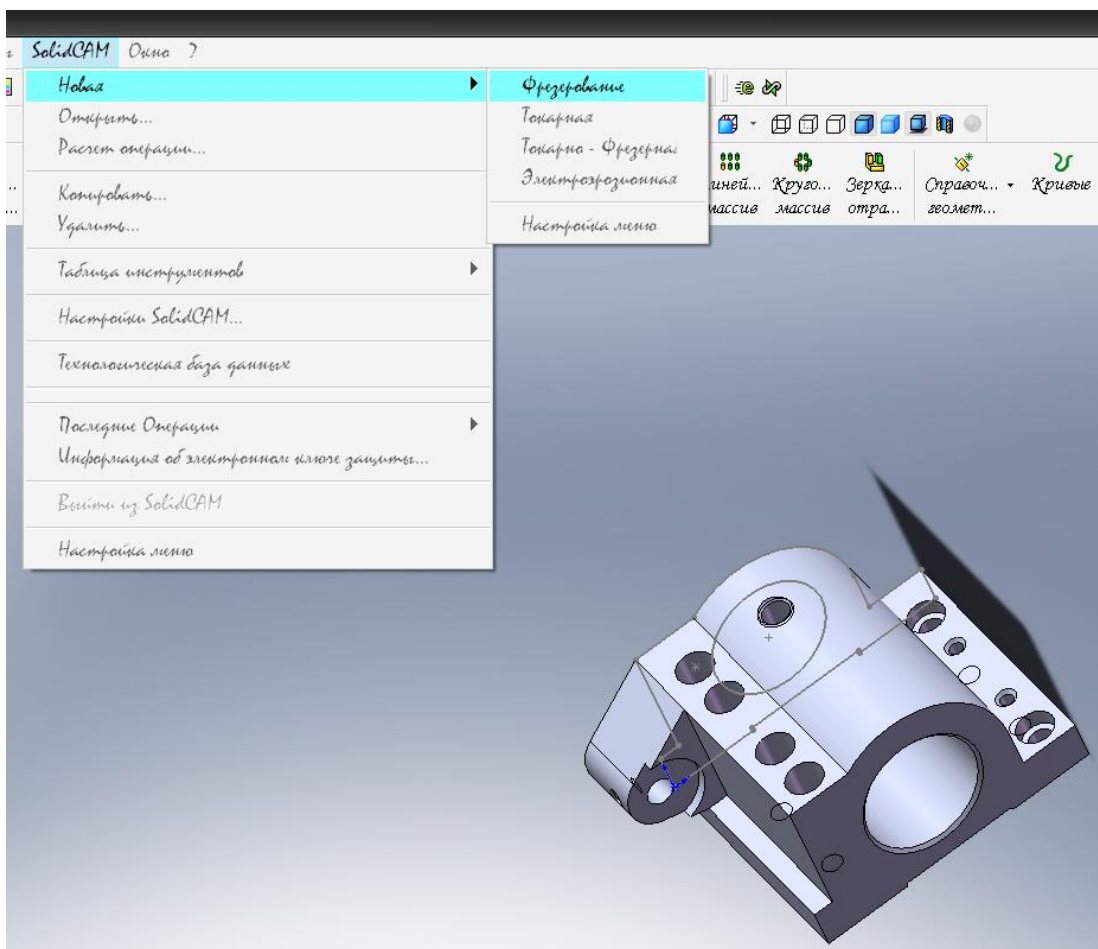 SolidCAM Окно ?
Новая
Открыть...
Расчет операции...
Копировать...
Удалить...
Таблица инструментов
Настройки SolidCAM...
Технологическая база данных
Последние Операции
Информация об электронном ключе защиты...
Выйти из SolidCAM
Настройка меню
Фрезерование
Токарная
Токарно - Фрезерная
Электроэрозионная
Настройка меню
Круго... Зерка... Справоч... Кривые
массив массив отра... геомет...